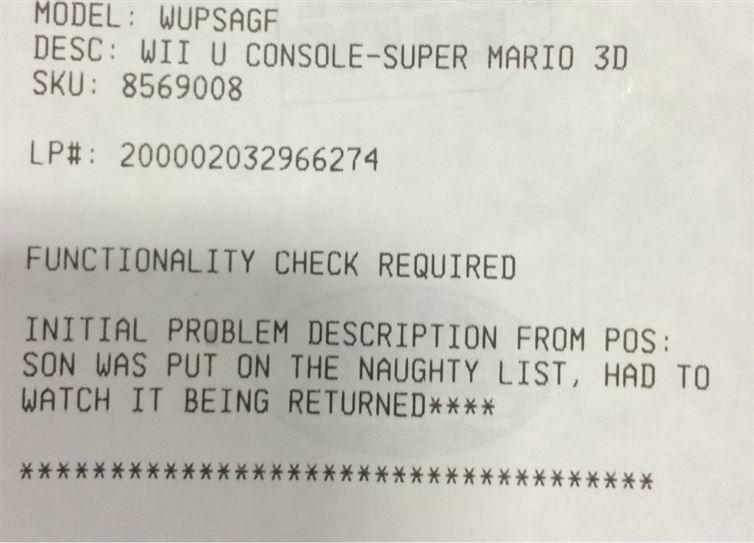 MODEL: WUPSAGF
DESC: WII U CONSOLE-SUPER MARIO 3D
SKU: 8569008
LP#: 200002032966274
FUNCTIONALITY CHECK REQUIRED
INITIAL PROBLEM DESCRIPTION FROM POS:
SON WAS PUT ON THE NAUGHTY LIST, HAD TO
WATCH IT BEING RETURNED****
***********************************